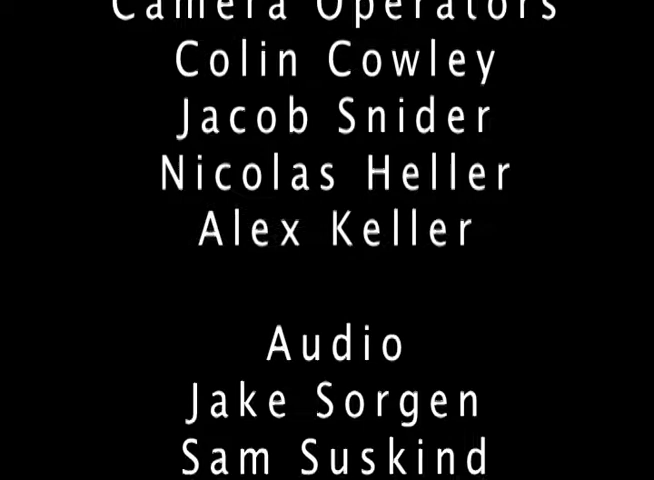 Camera Operators
Colin Cowley
Jacob Snider
Nicolas Heller
Alex Keller
Audio
Jake Sorgen
Sam Suskind